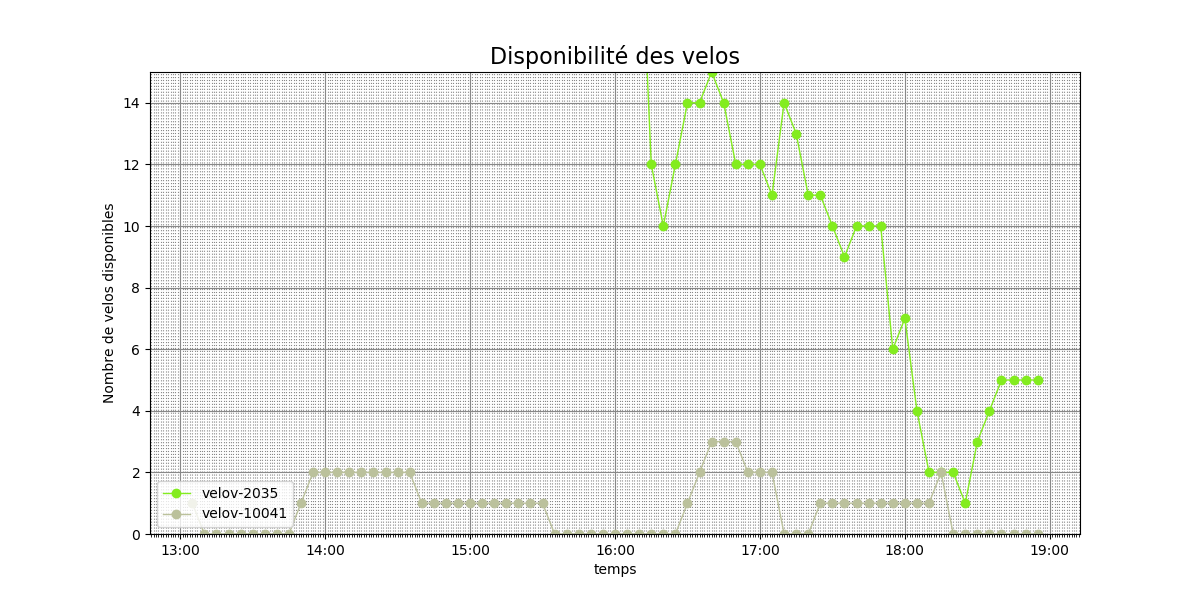 Disponibilité des velos
Nombre de velos disponibles
14
12
10
8
6
4
2
0
velov-2035
velov-10041
13:00 14:00 15:00 16:00 17:00 18:00 19:00
temps